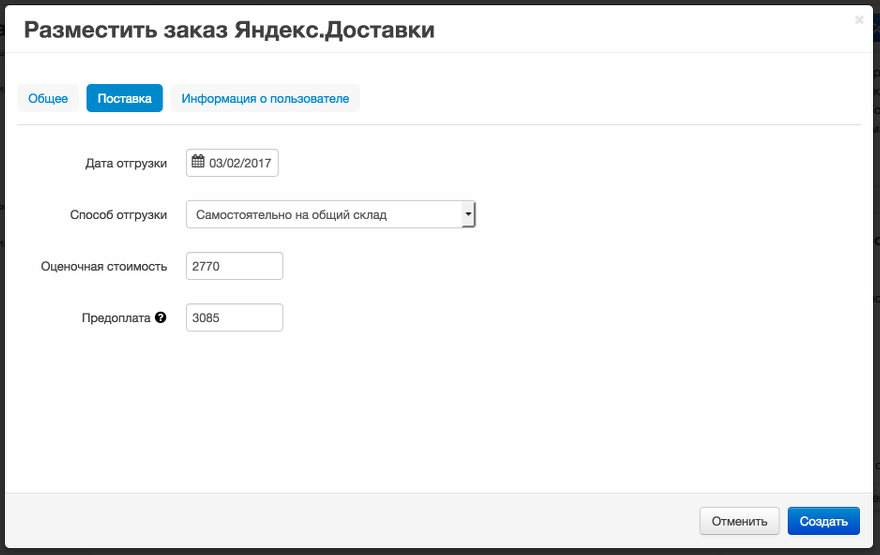 Разместить заказ Яндекс.Доставки
×
Общее Поставка Информация о пользователе
Дата отгрузки 03/02/2017
Способ отгрузки Самостоятельно на общий склад
Оценочная стоимость 2770
Предоплата ? 3085
Отменить Создать